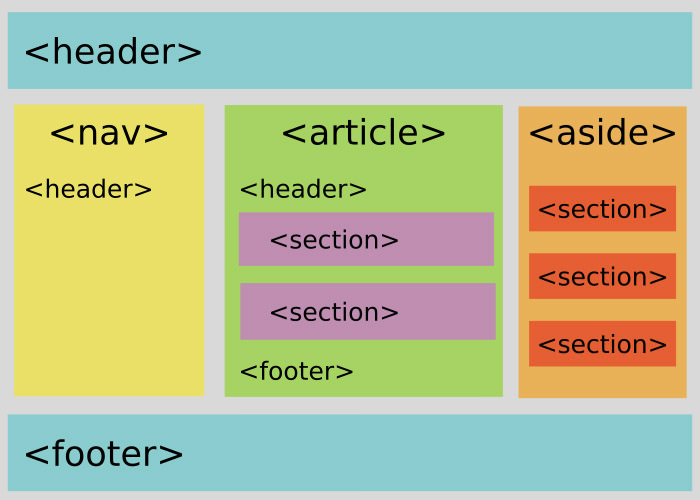 <header>
<nav>
<header>
<article>
<header>
<section>
<section>
<footer>
<aside>
<section>
<section>
<section>
<footer>